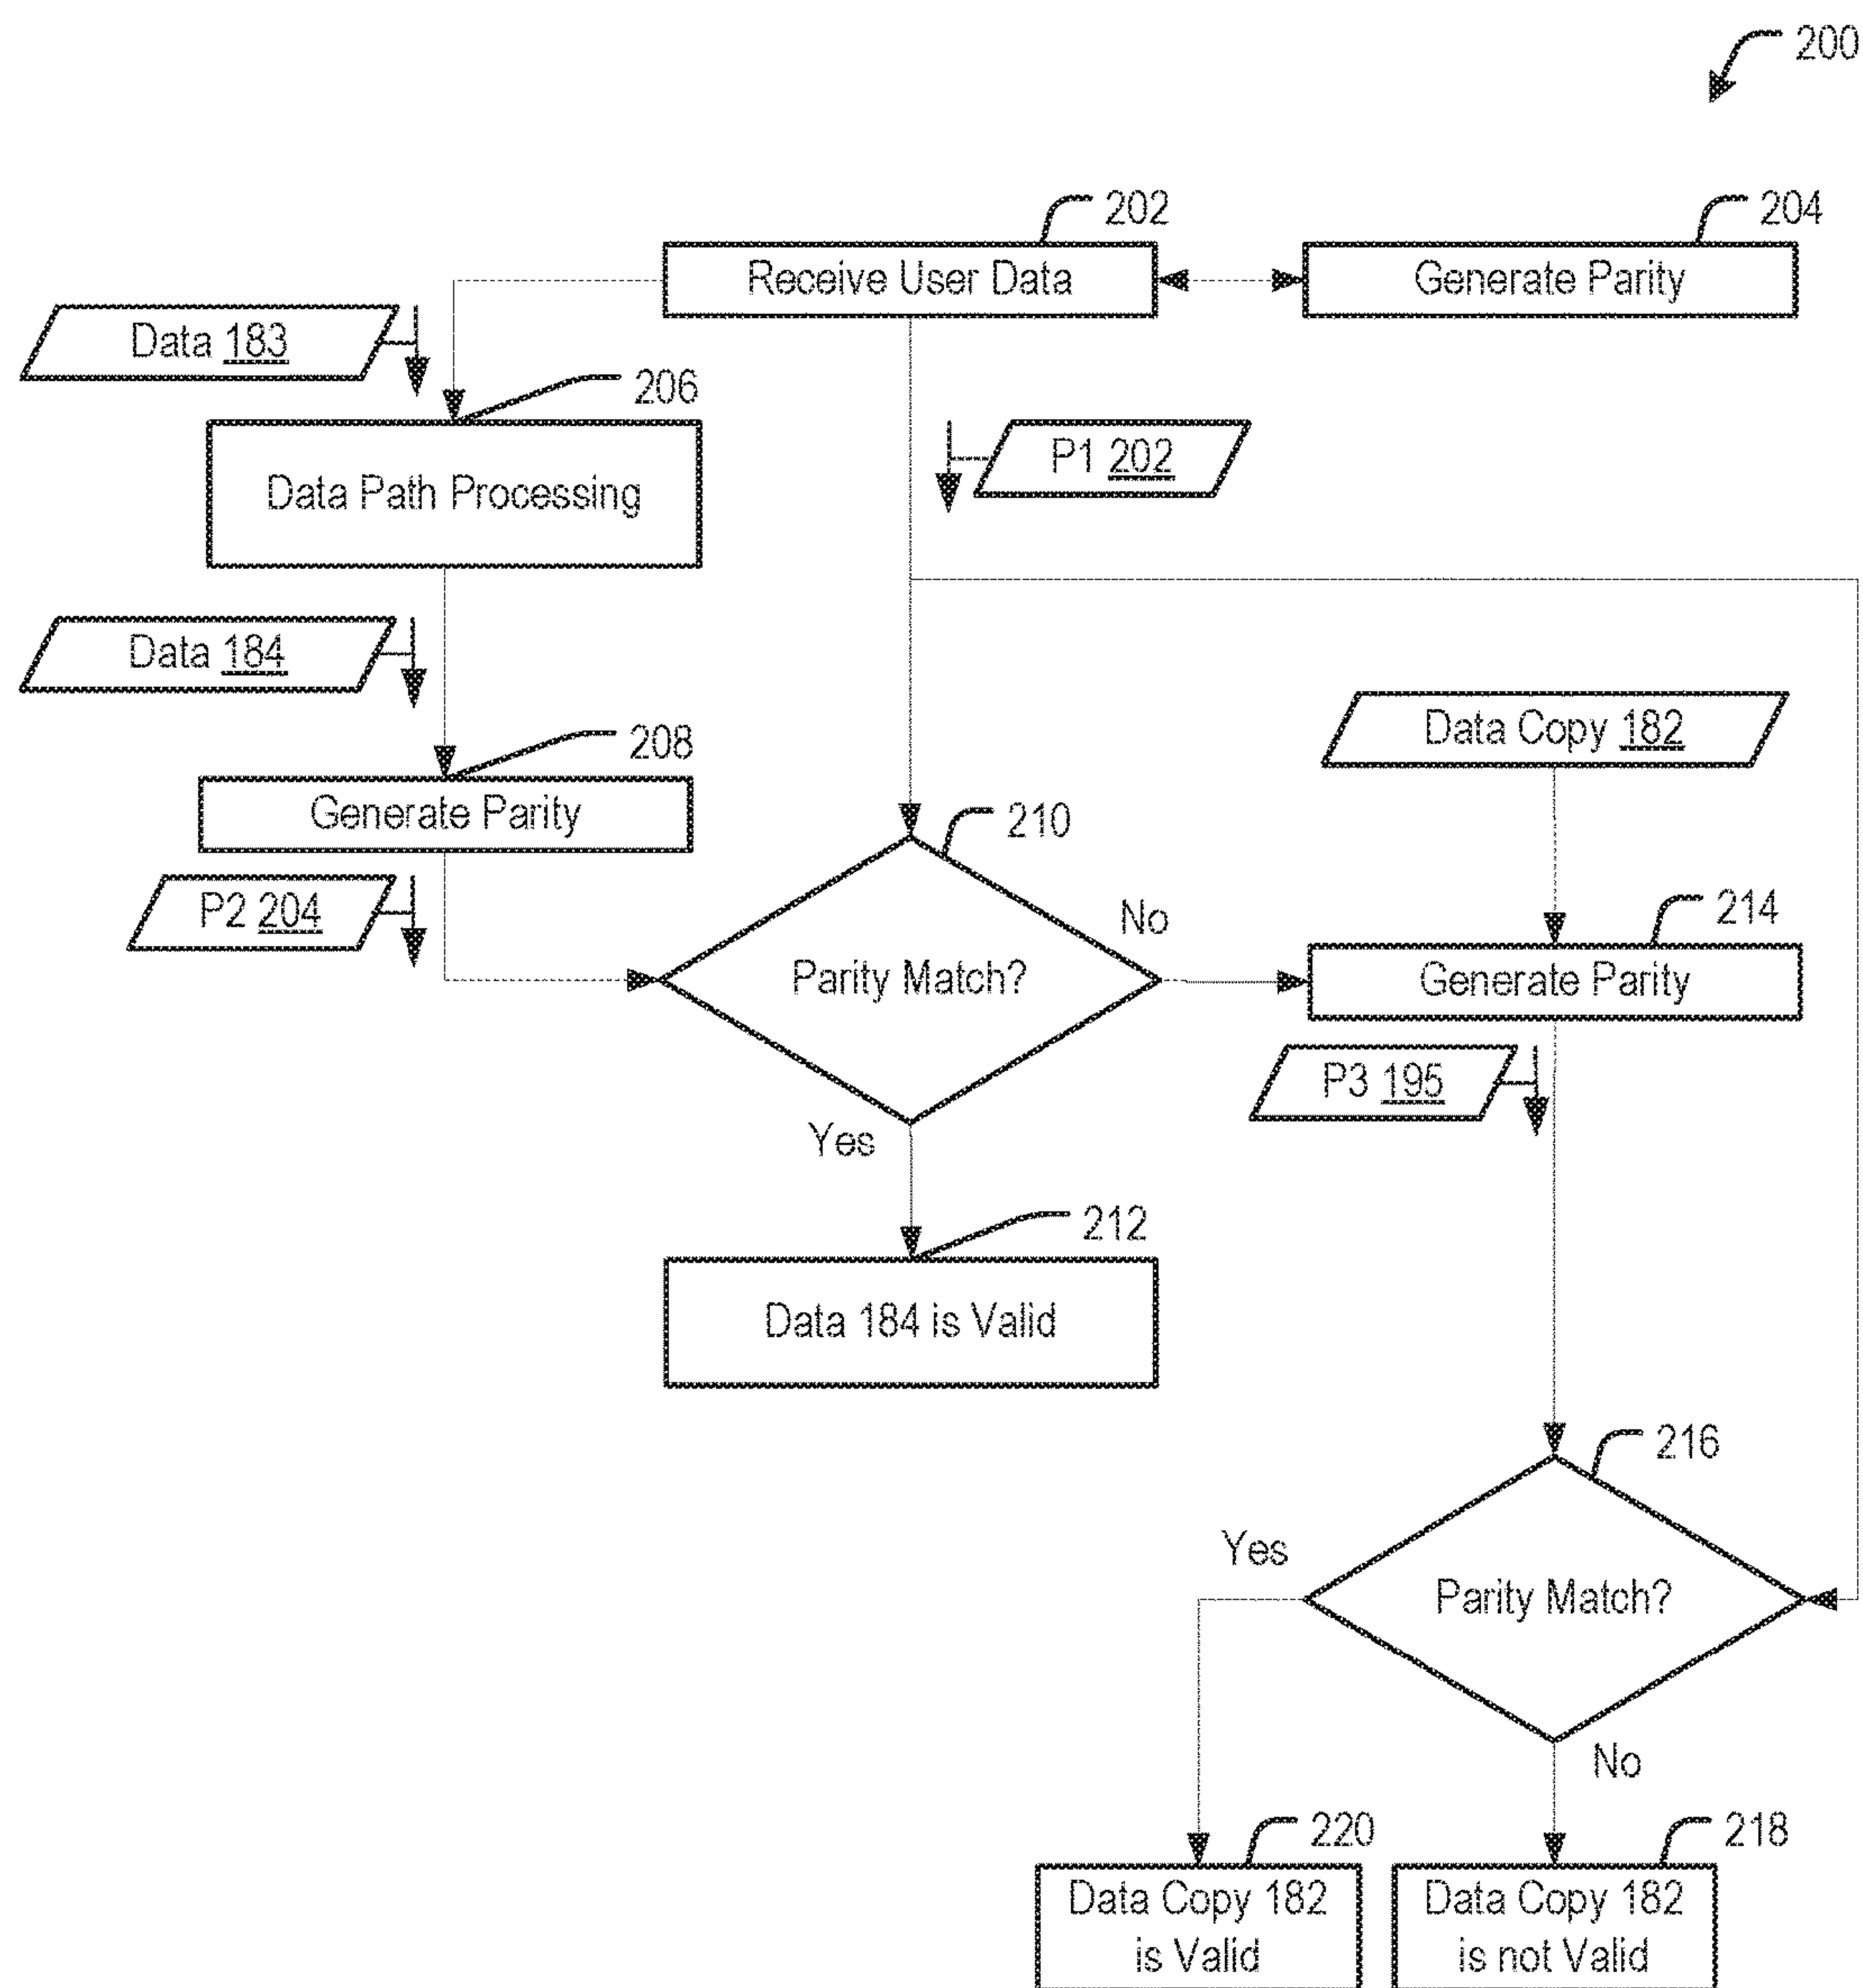 200
202
204
Receive User Data
Generate Parity
Data 183
206
P1 202
Data Path Processing
Data 184
Data Copy 182
208
Generate Parity
210
P2 204
No
214
Parity Match?
Generate Parity
P3 195
Yes
212
Data 184 is Valid
216
Yes
Parity Match?
No
220
218
Data Copy 182
is Valid
Data Copy 182
is not Valid